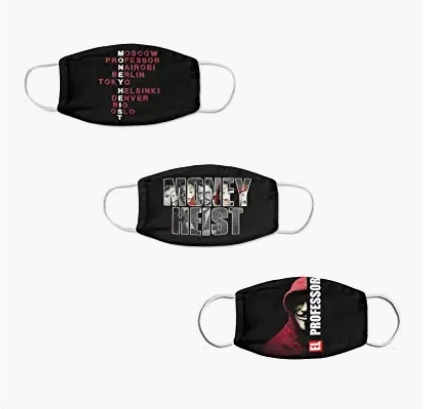 MOSCOW
PROFESSOR
NAIROBI
BERLIN
TOKYO
HELSINKI
DENVER
RIO
OSLO
MONEY
HEIST
EL PROFESSOR